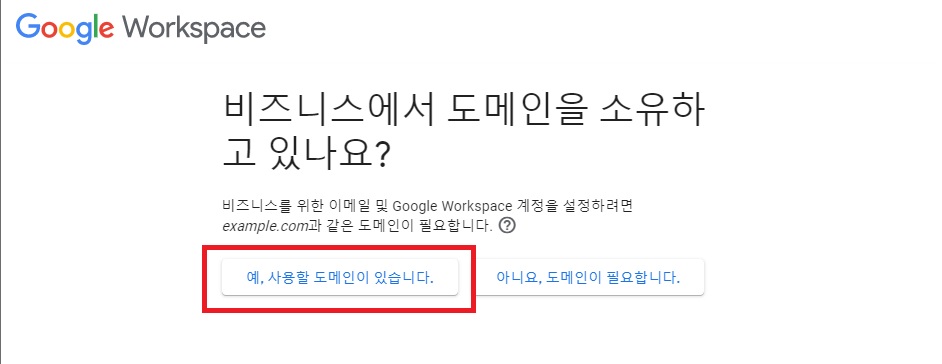 Google Workspace
비즈니스에서 도메인을 소유하
고 있나요?
비즈니스를 위한 이메일 및 Google Workspace 계정을 설정하려면
example.com과 같은 도메인이 필요합니다. ?
예, 사용할 도메인이 있습니다. 아니요, 도메인이 필요합니다.